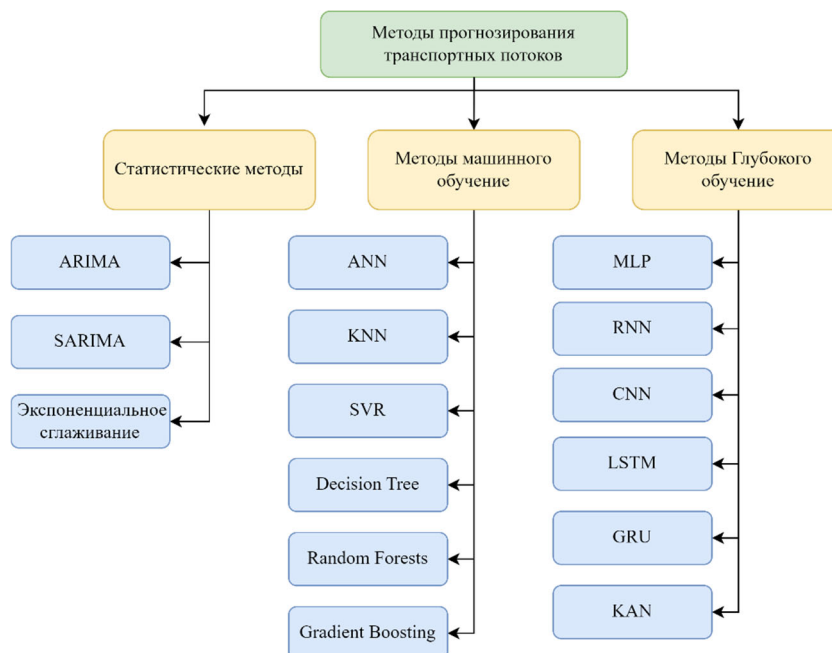 Методы прогнозирования
транспортных потоков
Статистические методы
Методы машинного
обучение
Методы Глубокого
обучение
ARIMA
SARIMA
Экспоненциальное
сглаживание
ANN
KNN
SVR
Decision Tree
Random Forests
Gradient Boosting
MLP
RNN
CNN
LSTM
GRU
KAN